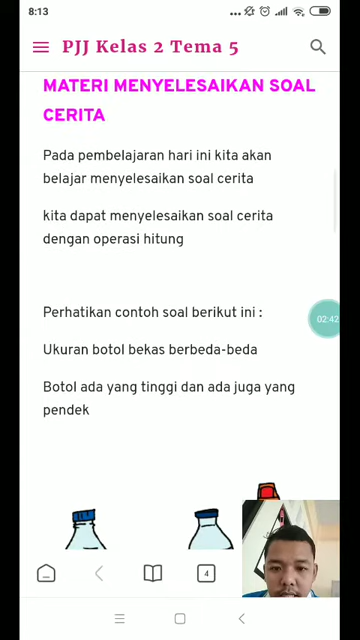 8:13
PJJ Kelas 2 Tema 5
MATERI MENYELESAIKAN SOAL
CERITA
Pada pembelajaran hari ini kita akan
belajar menyelesaikan soal cerita
kita dapat menyelesaikan soal cerita
dengan operasi hitung
Perhatikan contoh soal berikut ini :
02:42
Ukuran botol bekas berbeda-beda
Botol ada yang tinggi dan ada juga yang
pendek
4